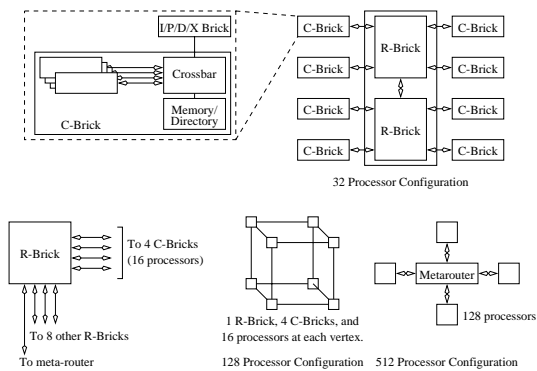 I/P/D/X Brick
Crossbar
Memory/
Directory
C-Brick
C-Brick
C-Brick
C-Brick
C-Brick
R-Brick
R-Brick
C-Brick
C-Brick
C-Brick
C-Brick
32 Processor Configuration
R-Brick
To 4 C-Bricks
(16 processors)
To 8 other R-Bricks
To meta-router
1 R-Brick, 4 C-Bricks, and
16 processors at each vertex.
128 Processor Configuration
Metarouter
128 processors
512 Processor Configuration